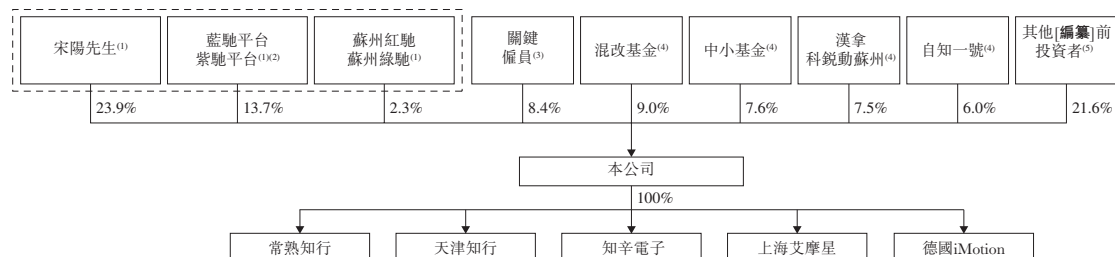 宋陽先生(1)
藍馳平台
紫馳平台(1)(2)
蘇州紅馳
蘇州綠馳(1)
關鍵
僱員(3)
混改基金(4)
中小基金(4)
漢拿
科銳動蘇州(4)
自知一號(4)
其他[編纂]前
投資者(5)
23.9%
13.7%
2.3%
8.4%
9.0%
7.6%
7.5%
6.0%
21.6%
本公司
100%
常熟知行
天津知行
知辛電子
上海艾摩星
德國iMotion